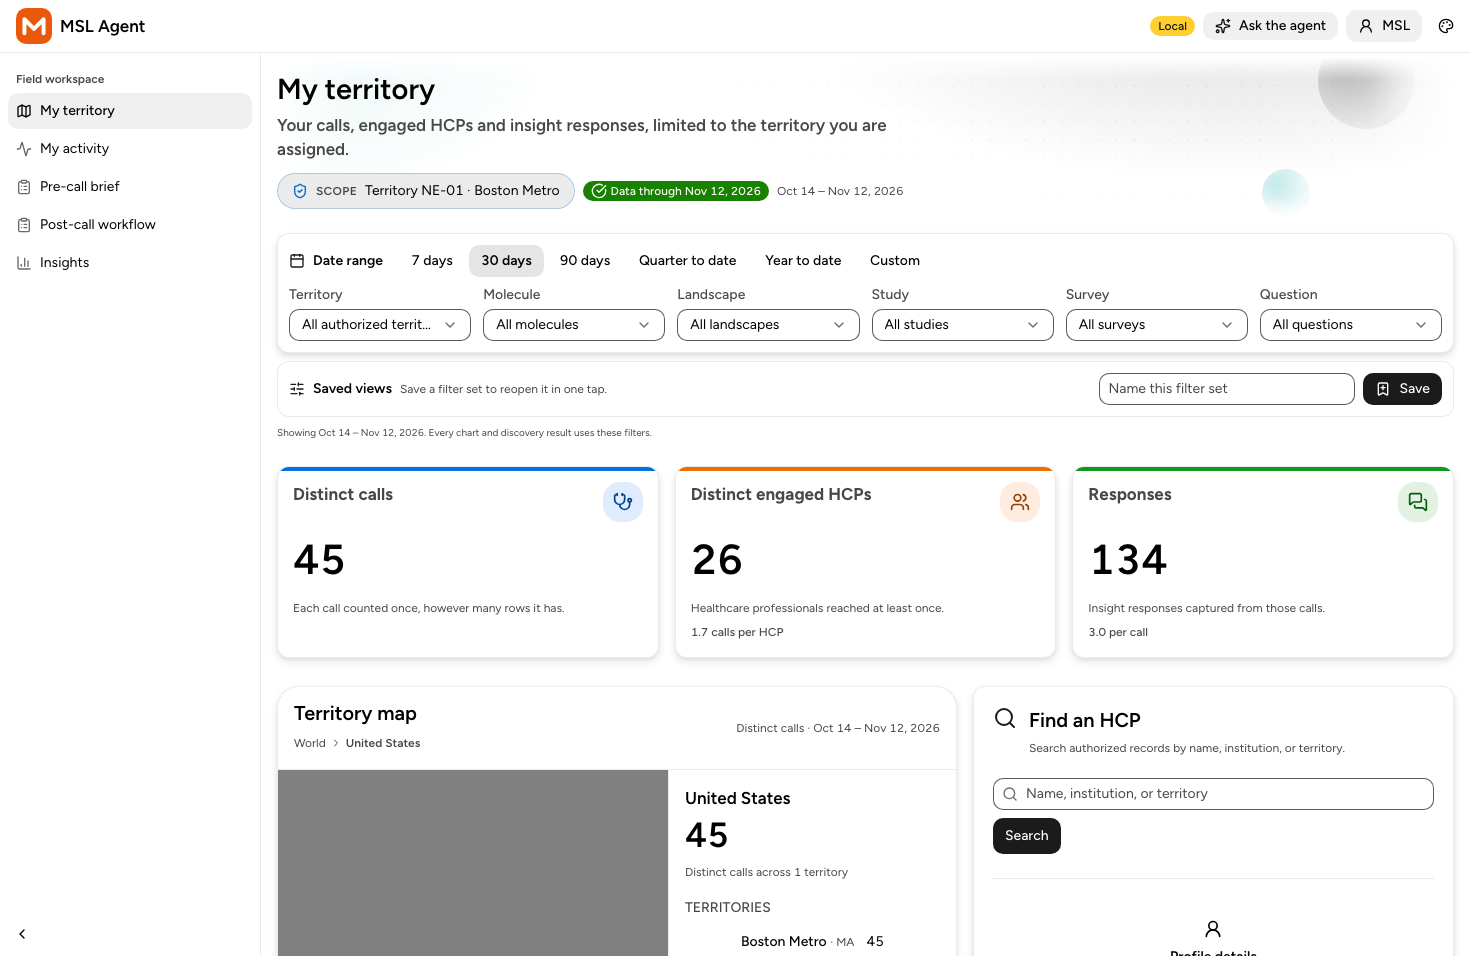 MSL Agent
Local
Ask the agent
MSL
Field workspace
My territory
My activity
Pre-call brief
Post-call workflow
Insights
My territory
Your calls, engaged HCPs and insight responses, limited to the territory you are
assigned.
SCOPE Territory NE-01 · Boston Metro
Data through Nov 12, 2026
Oct 14 – Nov 12, 2026
Date range 7 days 30 days 90 days Quarter to date Year to date Custom
Territory Molecule Landscape Study Survey Question
All authorized territ... All molecules All landscapes All studies All surveys All questions
Saved views Save a filter set to reopen it in one tap.
Name this filter set
Save
Showing Oct 14 – Nov 12, 2026. Every chart and discovery result uses these filters.
Distinct calls
45
Each call counted once, however many rows it has.
Distinct engaged HCPs
26
Healthcare professionals reached at least once.
1.7 calls per HCP
Responses
134
Insight responses captured from those calls.
3.0 per call
Territory map
World > United States
Distinct calls · Oct 14 – Nov 12, 2026
United States
45
Distinct calls across 1 territory
TERRITORIES
Boston Metro · MA 45
Find an HCP
Search authorized records by name, institution, or territory.
Name, institution, or territory
Search
Profile details